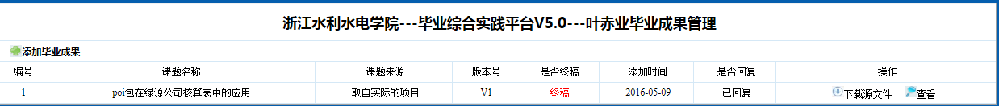 浙江水利水电学院---毕业综合实践平台V5.0---叶赤业毕业成果管理
添加毕业成果
编号 课题名称 课题来源 版本号 是否终稿 添加时间 是否回复 操作
1 poi包在绿源公司核算表中的应用 取自实际的项目 V1 终稿 2016-05-09 已回复 下载源文件 查看